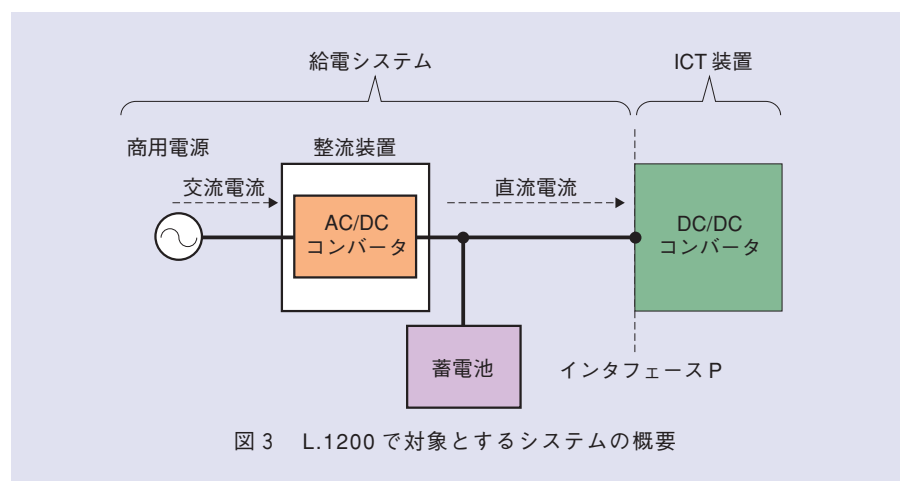 給電システム
ICT 装置
商用電源
整流装置
交流電流
直流電流
AC/DC
コンバータ
DC/DC
コンバータ
蓄電池
インタフェース P
図 3 L.1200 で対象とするシステムの概要